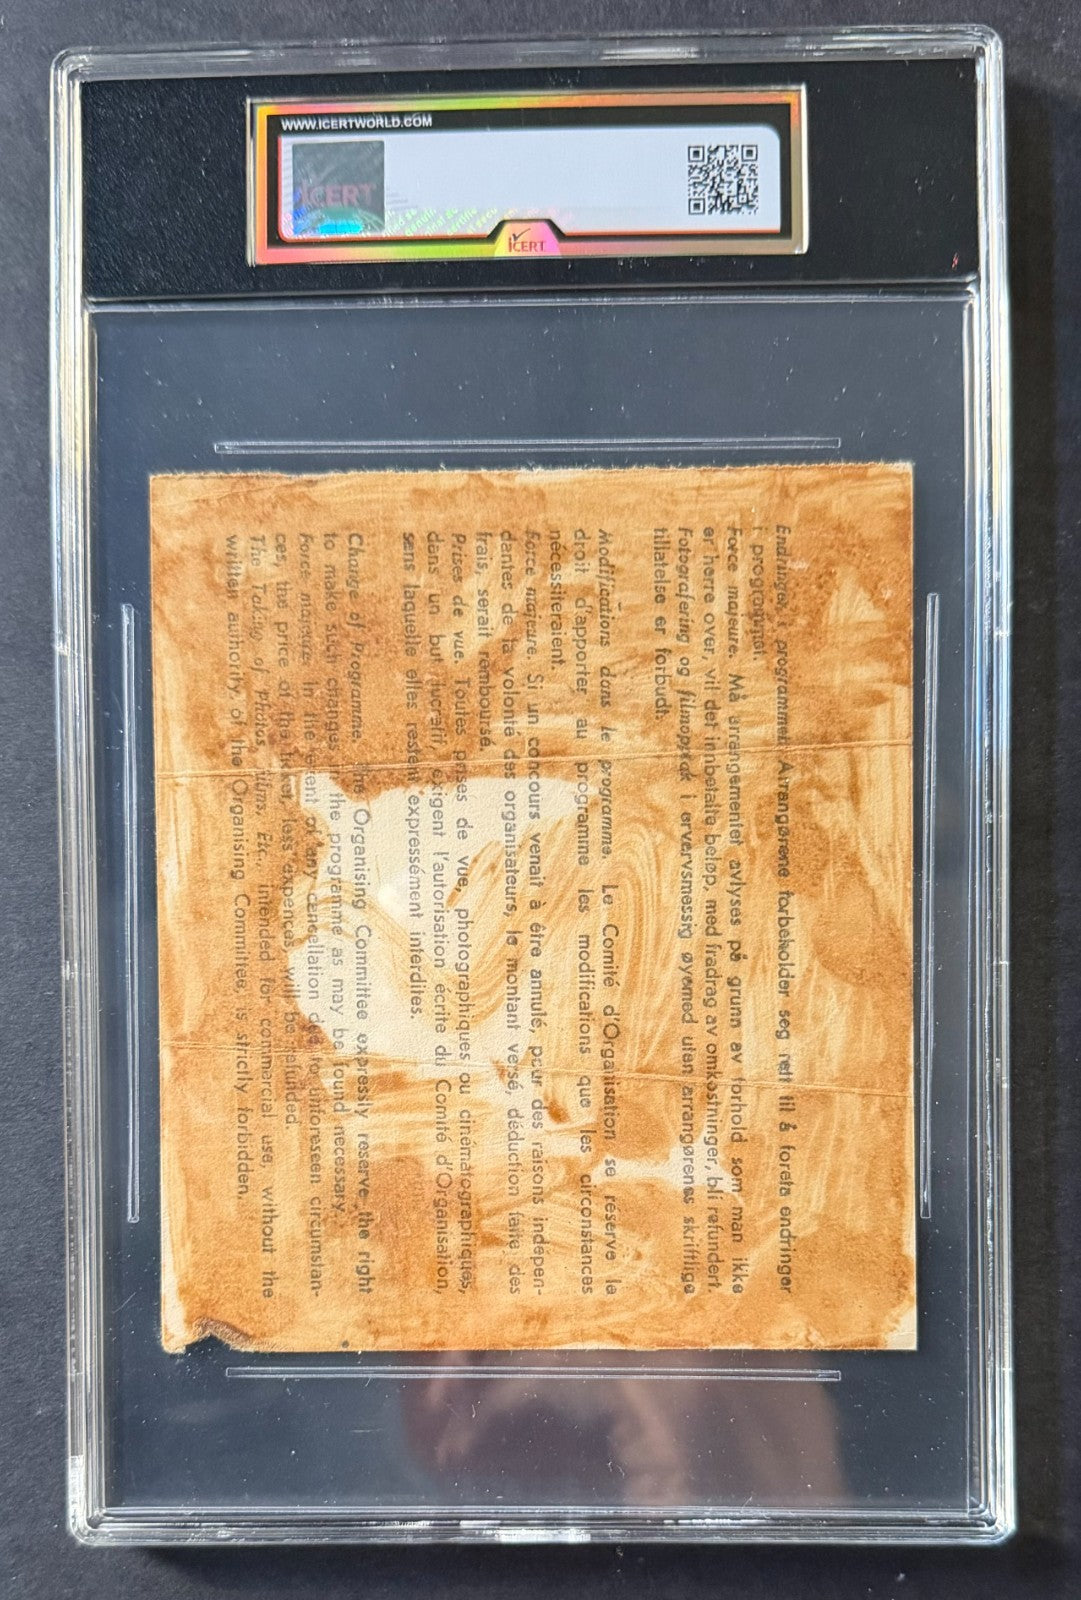 WWW.ICERTWORLD.COM
ICERT
ICERT
Endringer i programmet. Arrangørene forbeholder seg rett til å foreta endringer
i programmet.
Force majeure. Må arrangementet avlyses på grunn av forhold som man ikke
er herre over, vil det innbetalte beløp, med fradrag av omkostninger, bli refundert.
Fotografering og filmopptak i ervervsmessig øyemed uten arrangørenes skriftlige
tillatelse er forbudt.
Modifications dans le programme. Le Comité d'Organisation se réserve le
droit d'apporter au programme les modifications que les circonstances
nécessiteraient.
Force majeure. Si un concours venait à être annulé, pour des raisons indépen-
dantes de la volonté des organisateurs, le montant versé, déduction faite des
frais, serait remboursé.
Prises de vue. Toutes prises de vue, photographiques ou cinématographiques,
dans un but lucratif, exigent l'autorisation écrite du Comité d'Organisation,
sans laquelle elles restent expressément interdites.
Change of Programme. The Organising Committee expressly reserve the right
to make such changes in the programme as may be found necessary.
Force majeure. In the event of any cancellation due to unforeseen circumstan-
ces, the price of the ticket, less expences, will be refunded.
The Taking of Photos, Films, Etc., intended for commercial use, without the
written authority of the Organising Committee, is strictly forbidden.